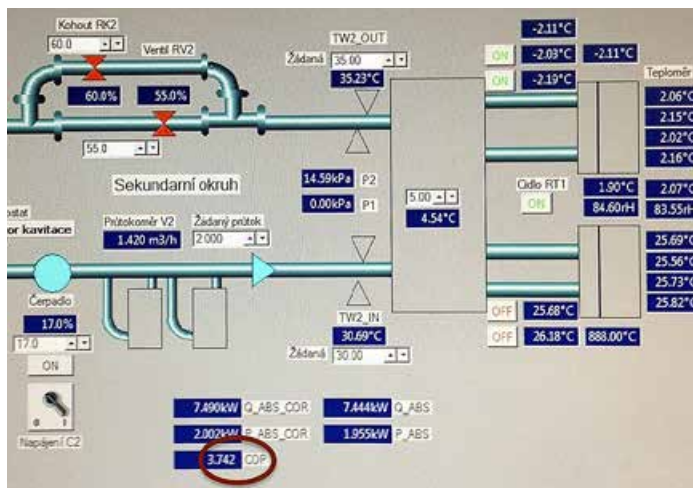 Kohout RK2
60.0
Ventil RV2
60.0% 55.0%
55.0
TW2_OUT
Žádaná 35.00
35.23°C
-2.11°C
ON -2.03°C -2.11°C
ON -2.19°C
Teploměr
2.06°C
2.15°C
2.02°C
2.16°C
Sekundární okruh
14.59kPa P2
0.00kPa P1
5.00
4.54°C
Čidlo RT1
ON
1.90°C 2.07°C
84.60rH 83.55rH
ostat
or kavitace
Průtokoměr V2
1.420 m3/h
Žádaný průtok
2.000
25.69°C
25.56°C
25.73°C
25.82°C
Čerpadlo
17.0%
17.0
ON
TW2_IN
30.69°C
Žádaná 30.00
OFF 25.68°C
OFF 26.18°C 888.00°C
Napájení C2
7.490kW Q_ABS_COR 7.444kW Q_ABS
2.002kW P_ABS_COR 1.955kW P_ABS
3.742 COP